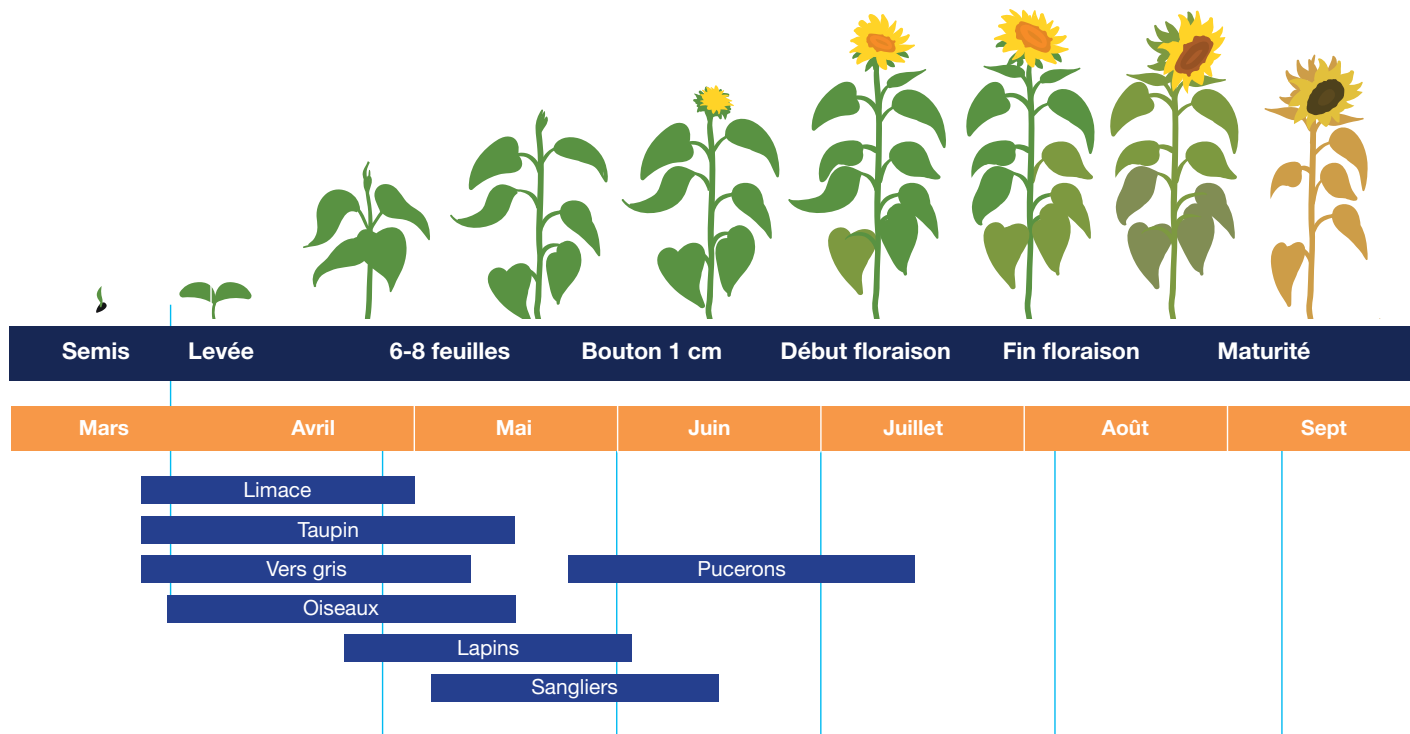 Semis Levée 6-8 feuilles Bouton 1 cm Début floraison Fin floraison Maturité
Mars Avril Mai Juin Juillet Août Sept
Limace
Taupin
Vers gris Pucerons
Oiseaux
Lapins
Sangliers